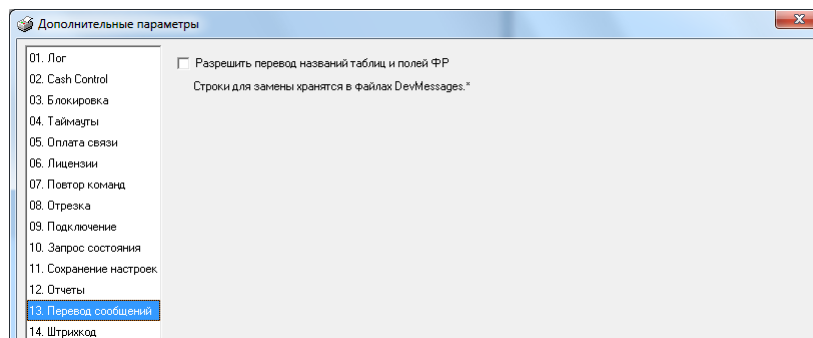 Дополнительные параметры
01. Лог
02. Cash Control
03. Блокировка
04. Таймауты
05. Оплата связи
06. Лицензии
07. Повтор команд
08. Отрезка
09. Подключение
10. Запрос состояния
11. Сохранение настроек
12. Отчеты
13. Перевод сообщений
14. Штрихкод
Разрешить перевод названий таблиц и полей ФР
Строки для замены хранятся в файлах DevMessages.*